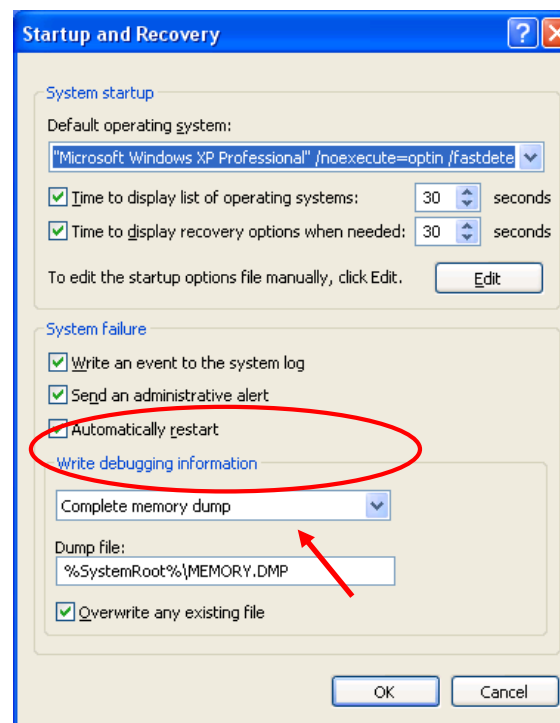 Startup and Recovery
System startup
Default operating system:
"Microsoft Windows XP Professional" /noexecute=optin /fastdete
Time to display list of operating systems: 30 seconds
Time to display recovery options when needed: 30 seconds
To edit the startup options file manually, click Edit. Edit
System failure
Write an event to the system log
Send an administrative alert
Automatically restart
Write debugging information
Complete memory dump
Dump file:
%SystemRoot%\MEMORY.DMP
Overwrite any existing file
OK Cancel